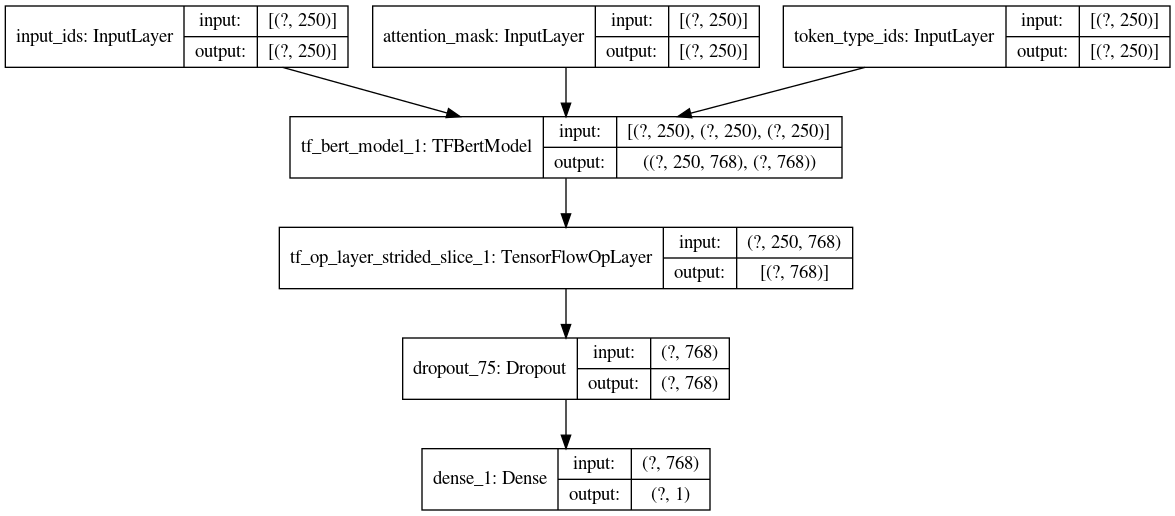 input_ids: InputLayer
input:
[(?, 250)]
output:
[(?, 250)]
attention_mask: InputLayer
input:
[(?, 250)]
output:
[(?, 250)]
token_type_ids: InputLayer
input:
[(?, 250)]
output:
[(?, 250)]
tf_bert_model_1: TFBertModel
input:
[(?, 250), (?, 250), (?, 250)]
output:
((?, 250, 768), (?, 768))
tf_op_layer_strided_slice_1: TensorFlowOpLayer
input:
(?, 250, 768)
output:
[(?, 768)]
dropout_75: Dropout
input:
(?, 768)
output:
(?, 768)
dense_1: Dense
input:
(?, 768)
output:
(?, 1)